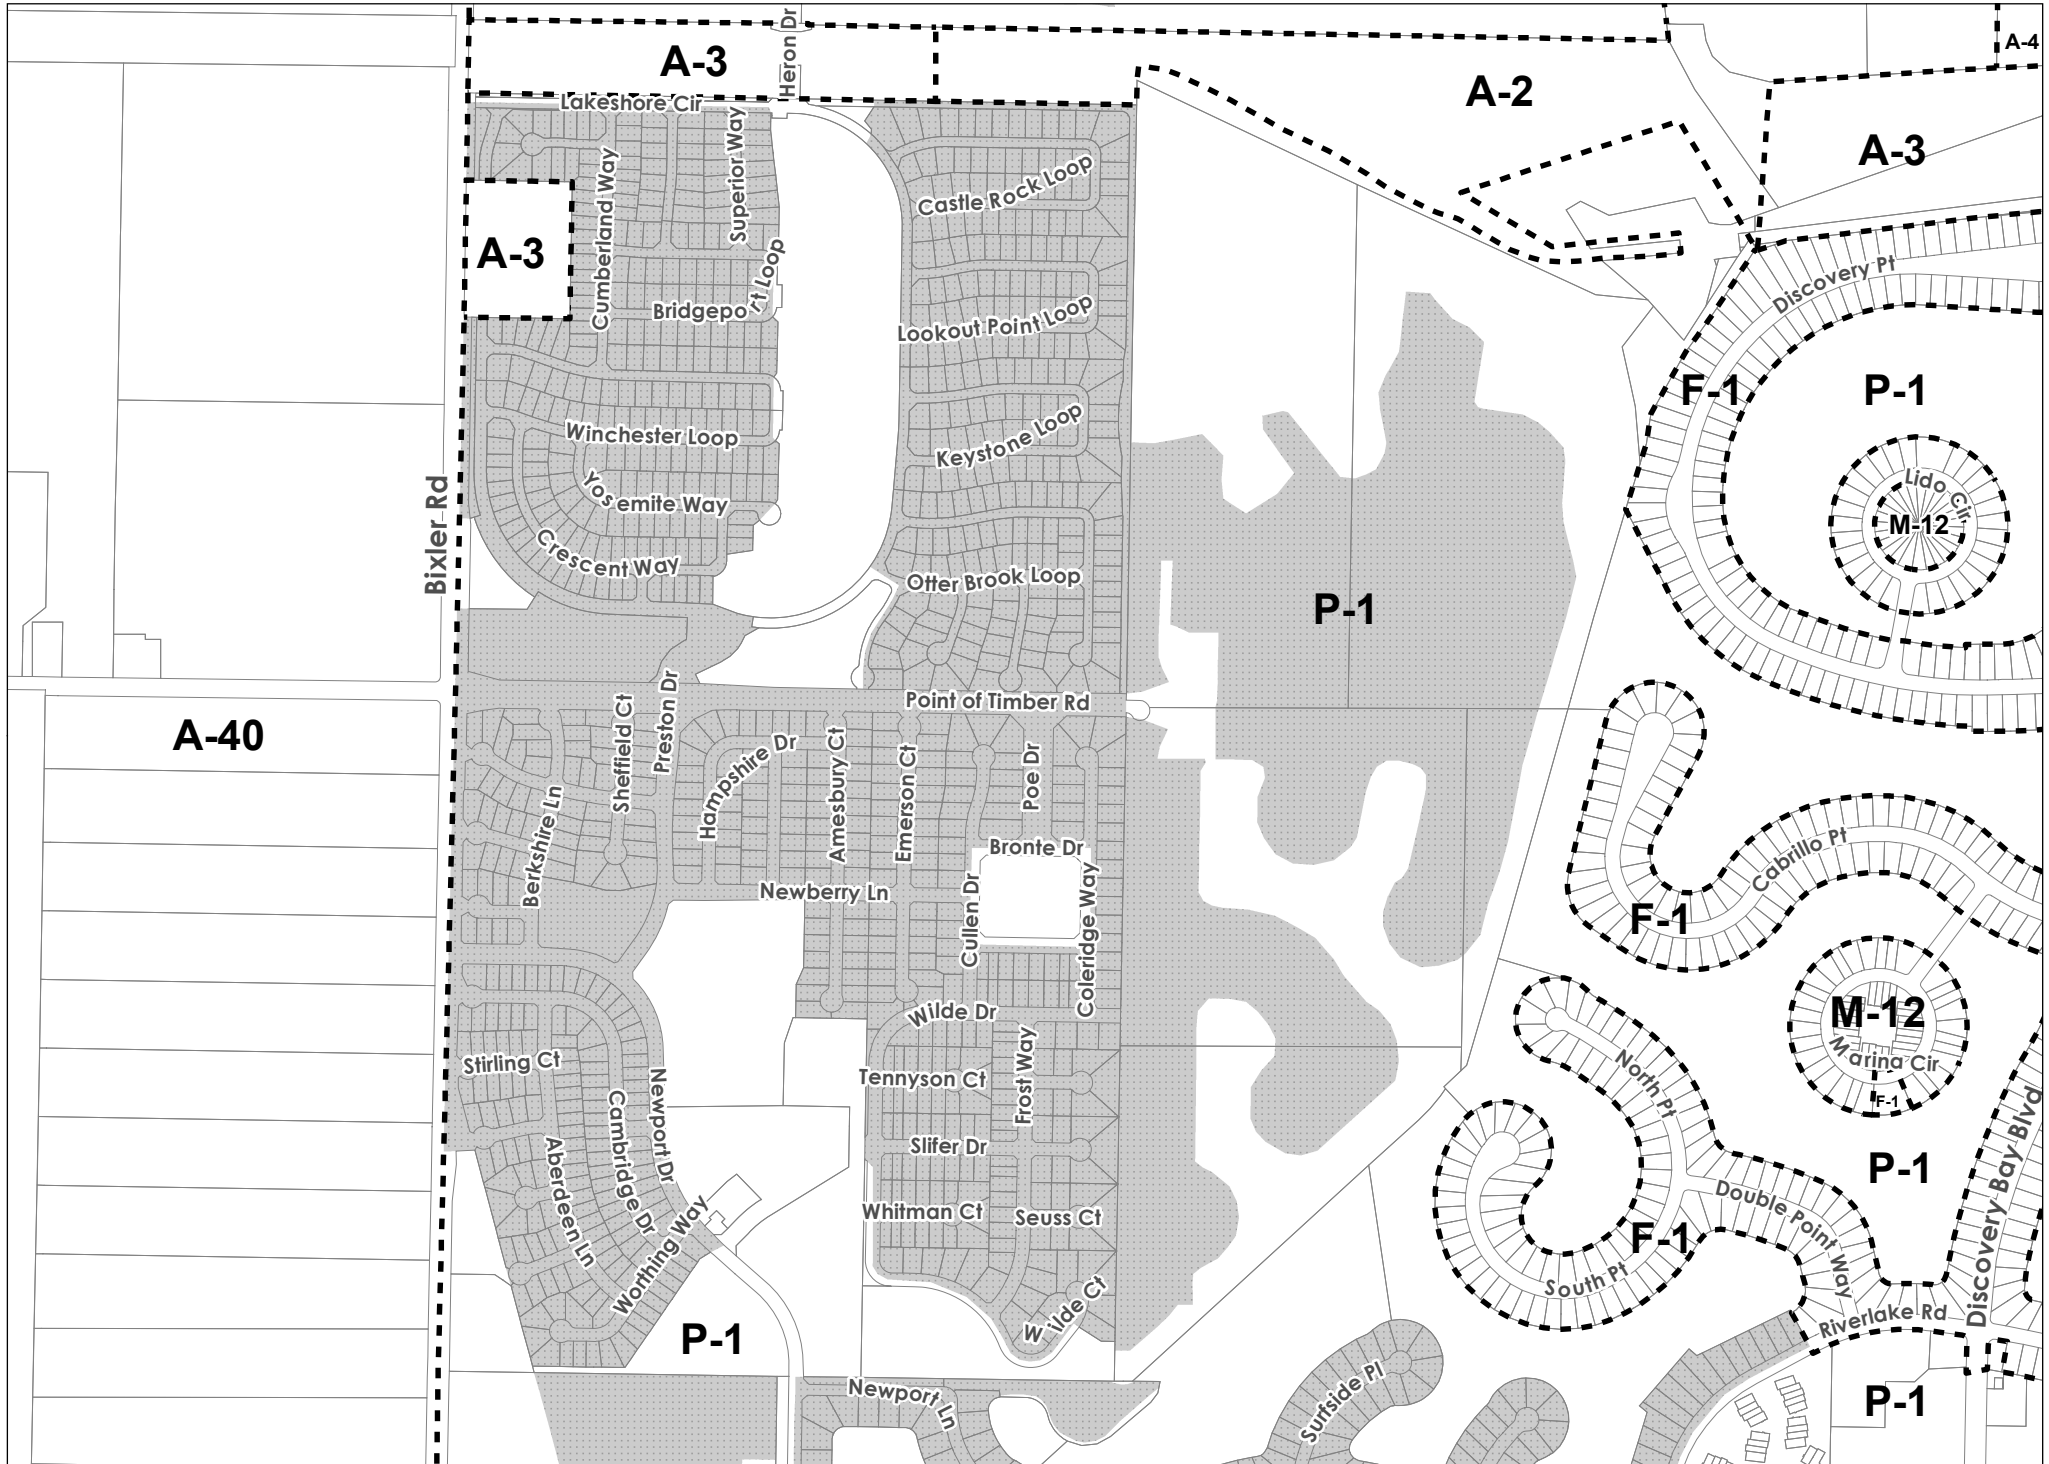 Heron Dr
A-3
A-4
A-2
Lakeshore Cir
Superior Way
A-3
Cumberland Way
Castle Rock Loop
A-3
Bridgeport Loop
Discovery Pt
Lookout Point Loop
F-1
P-1
Winchester Loop
Keystone Loop
Yosemite Way
Lido Cir
M-12
Bixler Rd
Crescent Way
Otter Brook Loop
P-1
Point of Timber Rd
A-40
Sheffield Ct
Preston Dr
Hampshire Dr
Amesbury Ct
Emerson Ct
Poe Dr
Berkshire Ln
Bronte Dr
Cabrillo Pt
Newberry Ln
Cullen Dr
Coleridge Way
F-1
Wilde Dr
M-12
Stirling Ct
Frost Way
Marina Cir
Tennyson Ct
North Pt
F-1
Newport Dr
Cambridge Dr
Slifer Dr
Aberdeen Ln
P-1
Discovery Bay Blvd
Whitman Ct
Seuss Ct
Double Point Way
F-1
Worthing Way
South Pt
Wilde Ct
Riverlake Rd
P-1
Newport Ln
Surfside Pl
P-1